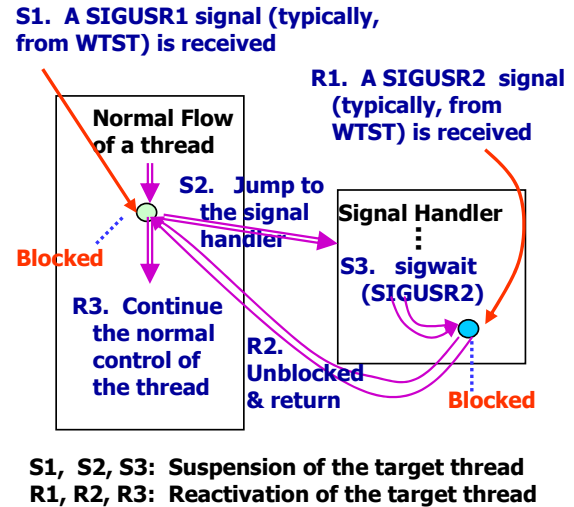 S1. A SIGUSR1 signal (typically,
from WTST) is received
R1. A SIGUSR2 signal
(typically, from
WTST) is received
Normal Flow
of a thread
S2. Jump to
the signal
handler
Signal Handler
⋮
S3. sigwait
(SIGUSR2)
Blocked
R3. Continue
the normal
control of
the thread
R2.
Unblocked
& return
Blocked
S1, S2, S3: Suspension of the target thread
R1, R2, R3: Reactivation of the target thread